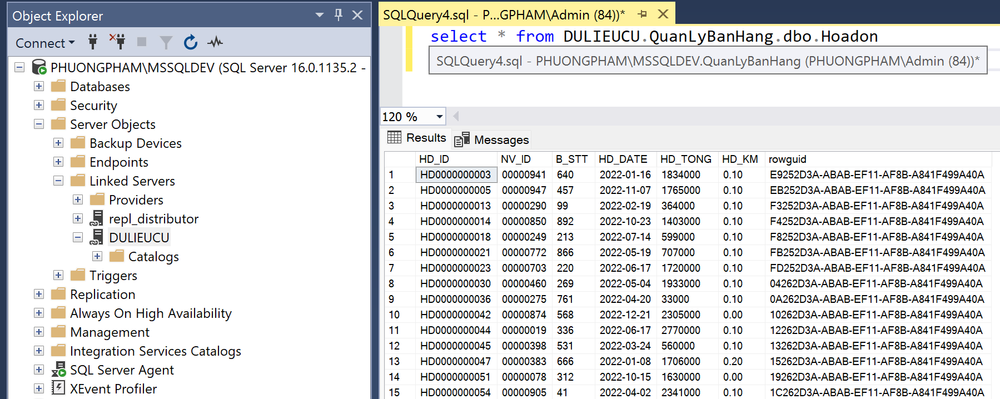 Object Explorer
Connect
PHUONGPHAM\MSSQLDEV (SQL Server 16.0.1135.2 -
Databases
Security
Server Objects
Backup Devices
Endpoints
Linked Servers
Providers
repl_distributor
DULIEUCU
Catalogs
Triggers
Replication
Always On High Availability
Management
Integration Services Catalogs
SQL Server Agent
XEvent Profiler
SQLQuery4.sql - P...GPHAM\Admin (84))*
select * from DULIEUCU.QuanLyBanHang.dbo.Hoadon
SQLQuery4.sql - PHUONGPHAM\MSSQLDEV.QuanLyBanHang (PHUONGPHAM\Admin (84))*
120 %
Results Messages
HD_ID NV_ID B_STT HD_DATE HD_TONG HD_KM rowguid
1 HD0000000003 00000941 640 2022-01-16 1834000 0.10 E9252D3A-ABAB-EF11-AF8B-A841F499A40A
2 HD0000000005 00000947 457 2022-11-07 1765000 0.10 EB252D3A-ABAB-EF11-AF8B-A841F499A40A
3 HD0000000013 00000290 99 2022-02-19 364000 0.10 F3252D3A-ABAB-EF11-AF8B-A841F499A40A
4 HD0000000014 00000850 892 2022-10-23 1403000 0.10 F4252D3A-ABAB-EF11-AF8B-A841F499A40A
5 HD0000000018 00000249 213 2022-07-14 599000 0.10 F8252D3A-ABAB-EF11-AF8B-A841F499A40A
6 HD0000000021 00000772 866 2022-05-19 707000 0.10 FB252D3A-ABAB-EF11-AF8B-A841F499A40A
7 HD0000000023 00000703 220 2022-06-17 1720000 0.10 FD252D3A-ABAB-EF11-AF8B-A841F499A40A
8 HD0000000030 00000460 269 2022-05-04 1933000 0.10 04262D3A-ABAB-EF11-AF8B-A841F499A40A
9 HD0000000036 00000275 761 2022-04-20 33000 0.10 0A262D3A-ABAB-EF11-AF8B-A841F499A40A
10 HD0000000042 00000874 568 2022-12-21 2305000 0.00 10262D3A-ABAB-EF11-AF8B-A841F499A40A
11 HD0000000044 00000019 336 2022-06-17 2770000 0.10 12262D3A-ABAB-EF11-AF8B-A841F499A40A
12 HD0000000045 00000398 531 2022-03-24 560000 0.10 13262D3A-ABAB-EF11-AF8B-A841F499A40A
13 HD0000000047 00000383 666 2022-01-08 1706000 0.20 15262D3A-ABAB-EF11-AF8B-A841F499A40A
14 HD0000000051 00000078 312 2022-10-15 1630000 0.00 19262D3A-ABAB-EF11-AF8B-A841F499A40A
15 HD0000000054 00000905 41 2022-04-02 2341000 0.10 1C262D3A-ABAB-EF11-AF8B-A841F499A40A